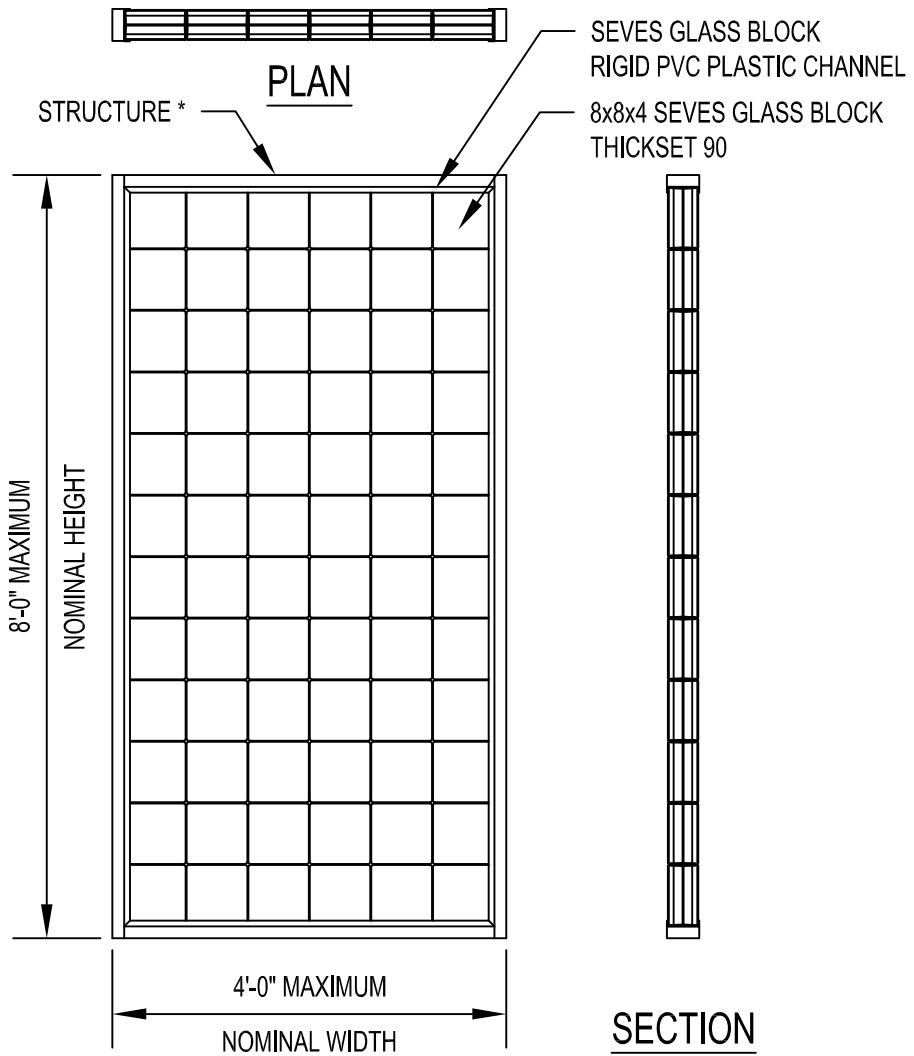 SEVES GLASS BLOCK
RIGID PVC PLASTIC CHANNEL
PLAN
STRUCTURE *
8x8x4 SEVES GLASS BLOCK
THICKSET 90
8'-0" MAXIMUM
NOMINAL HEIGHT
4'-0" MAXIMUM
NOMINAL WIDTH
SECTION